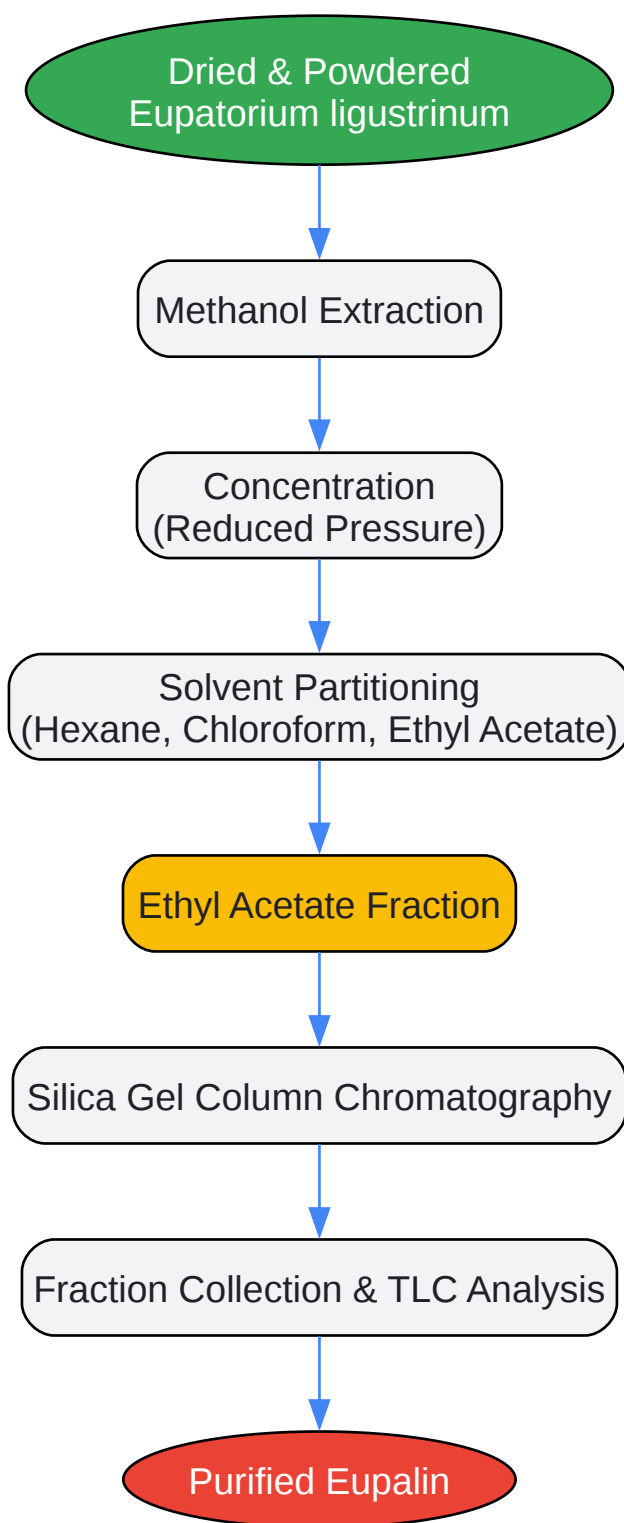 Dried & Powdered
Eupatorium ligustrinum
Methanol Extraction
Concentration
(Reduced Pressure)
Solvent Partitioning
(Hexane, Chloroform, Ethyl Acetate)
Ethyl Acetate Fraction
Silica Gel Column Chromatography
Fraction Collection & TLC Analysis
Purified Eupalin